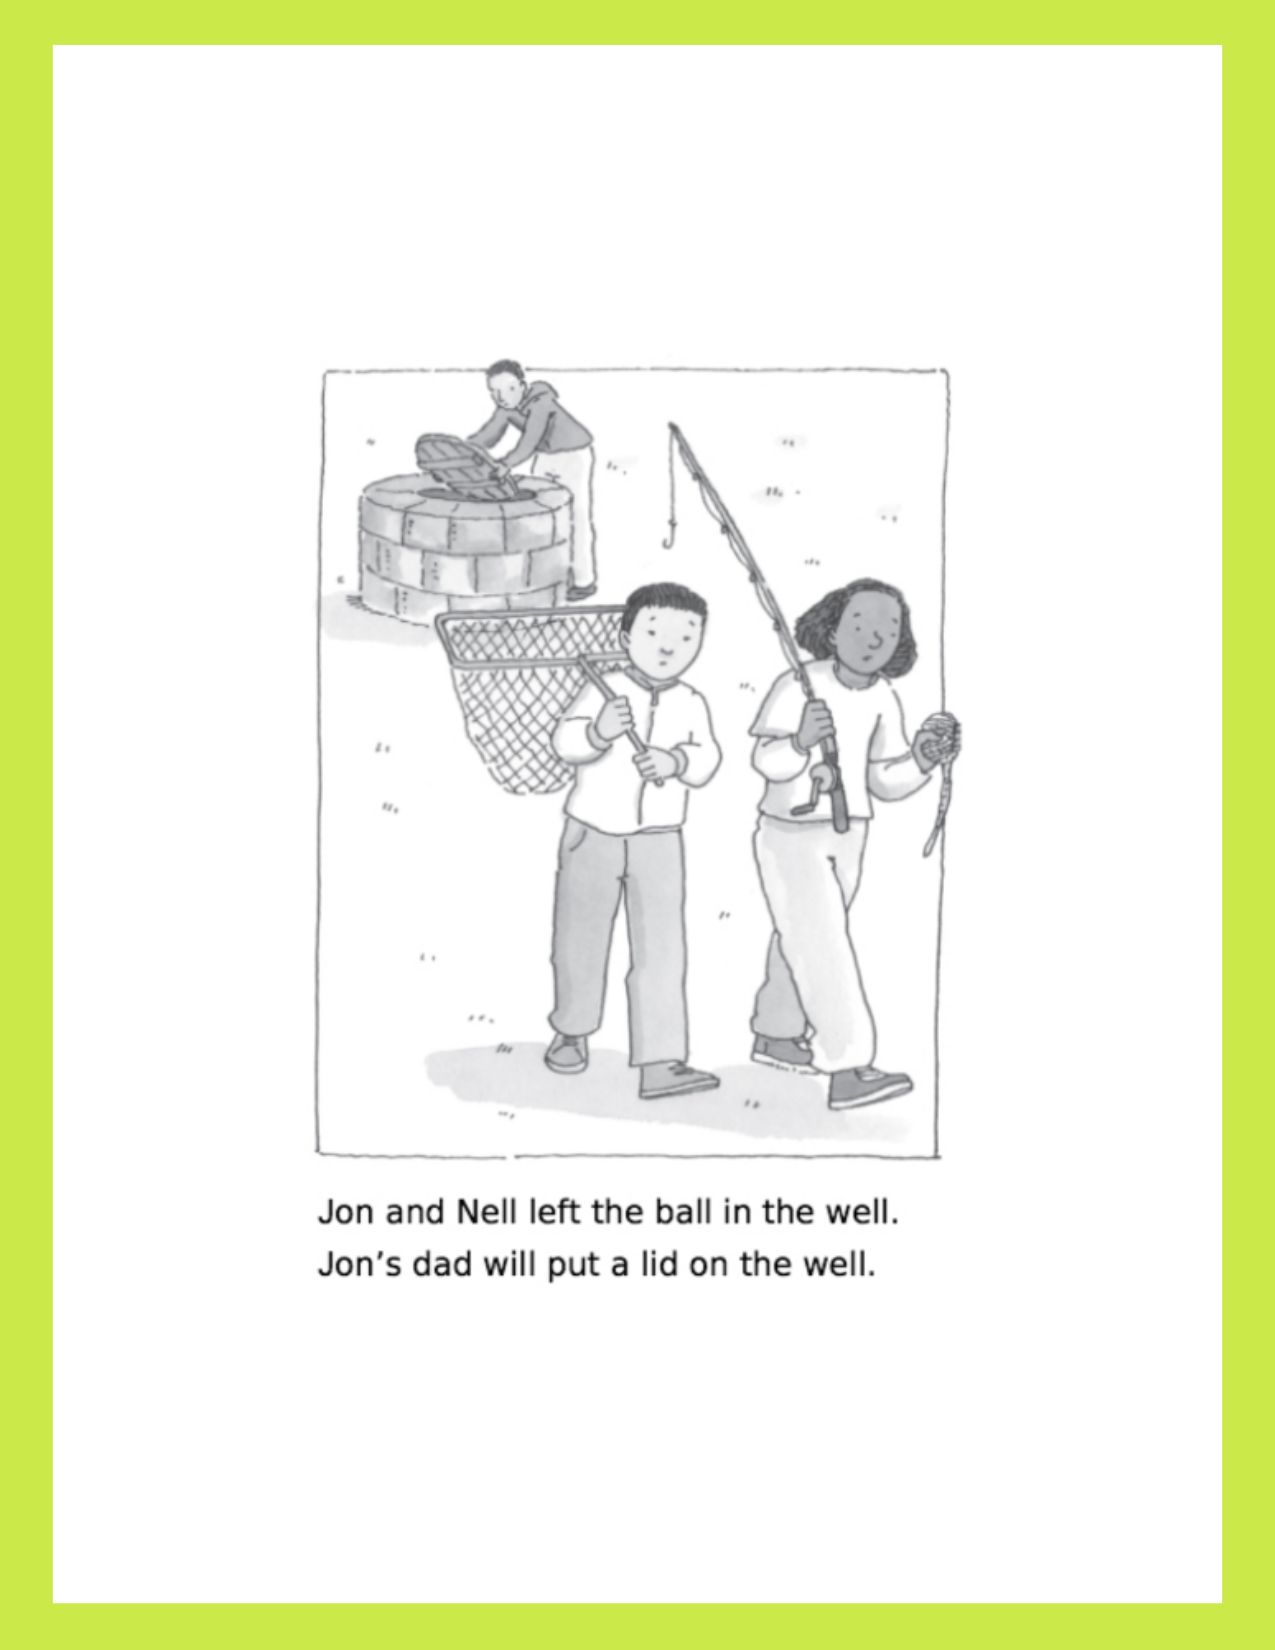 Jon and Nell left the ball in the well.
Jon’s dad will put a lid on the well.